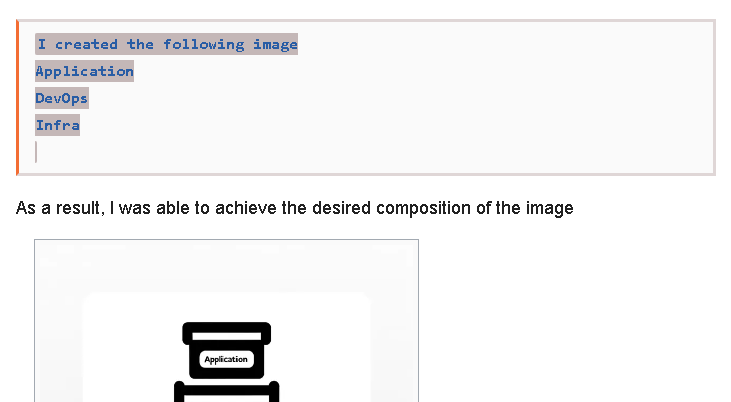 I created the following image
Application
DevOps
Infra
As a result, I was able to achieve the desired composition of the image
Application